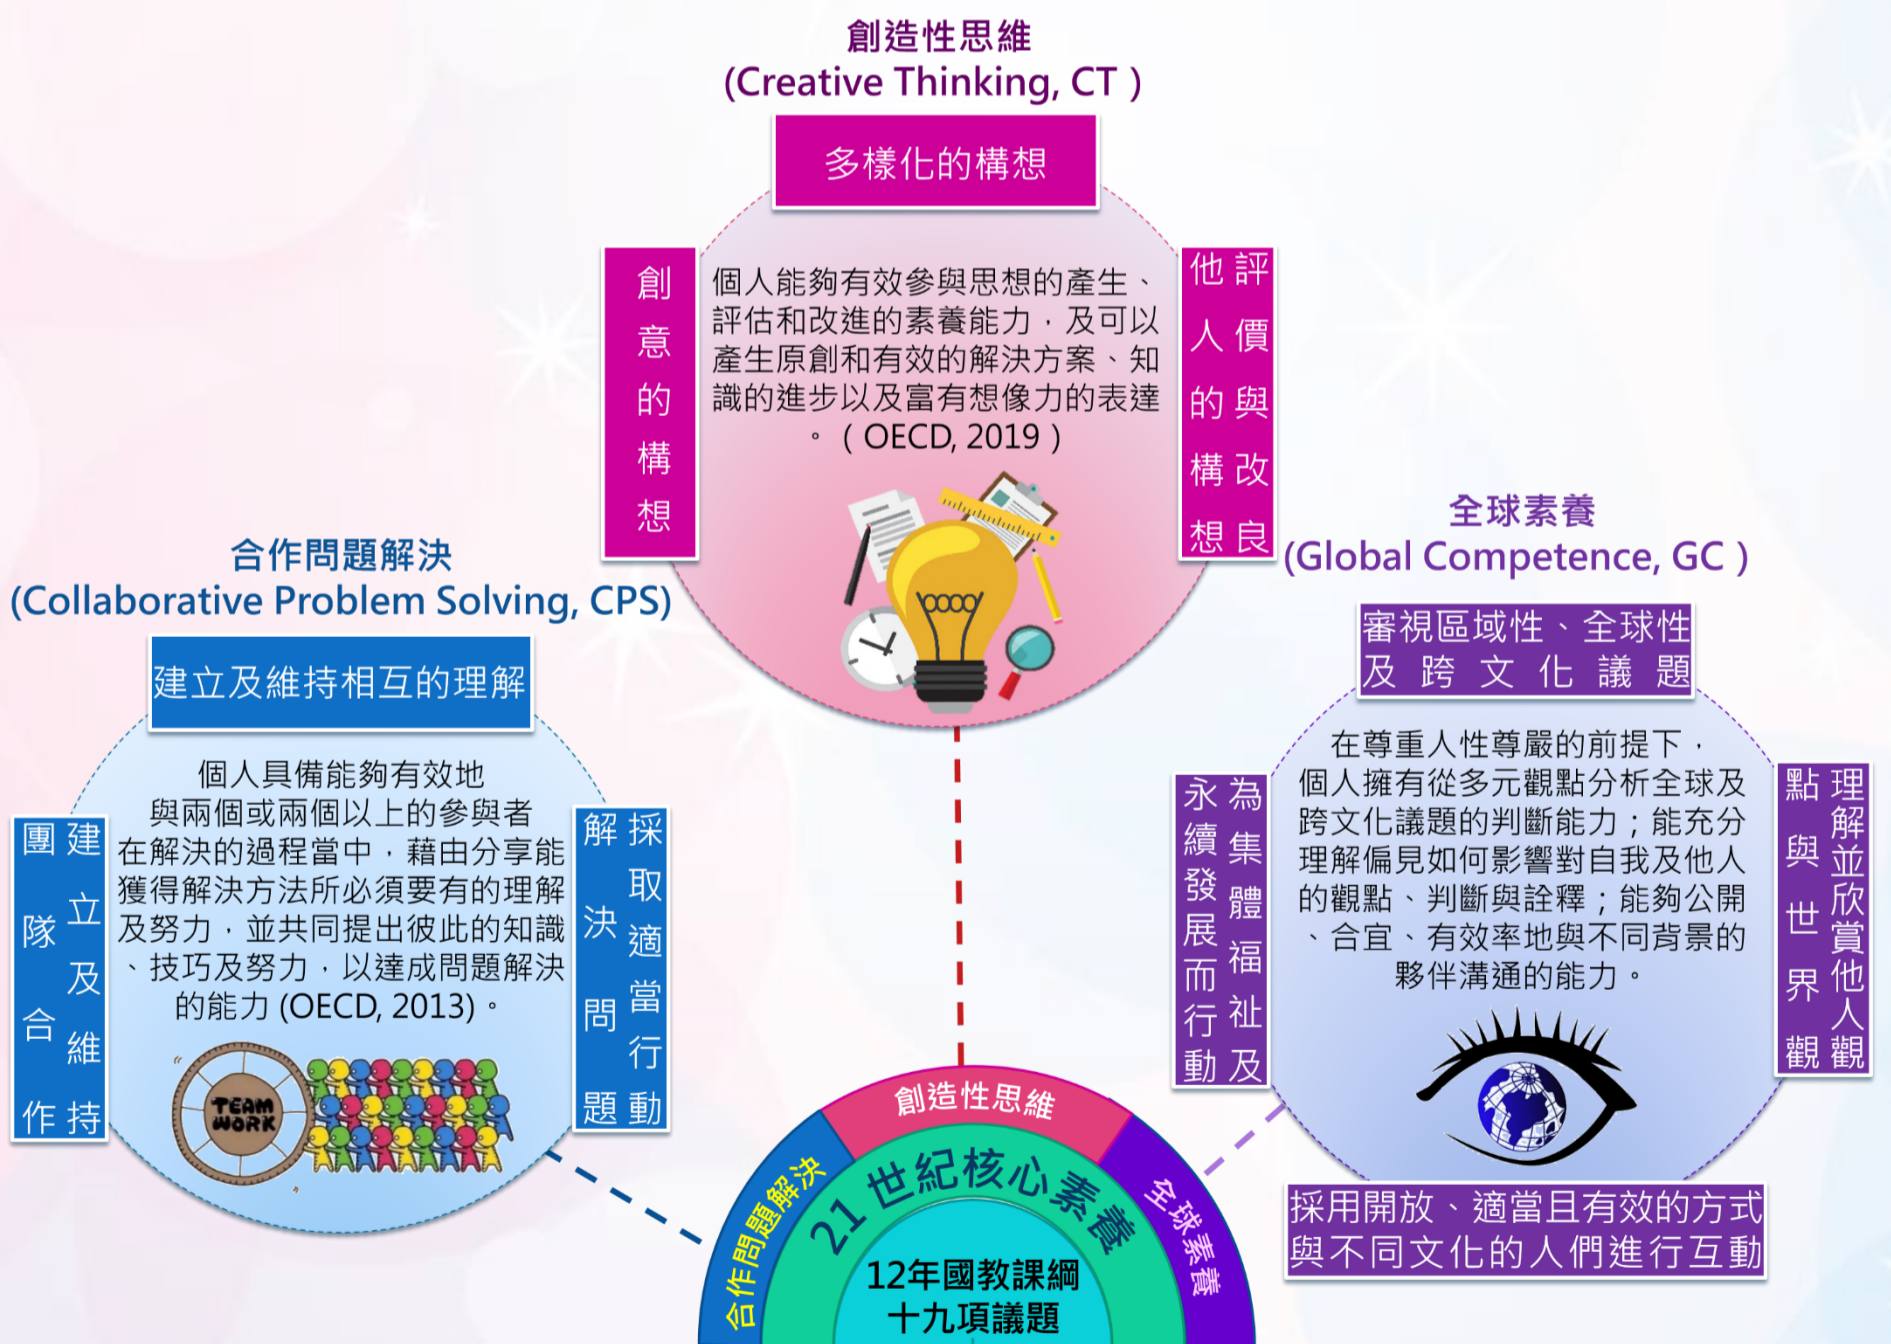 創造性思維
(Creative Thinking, CT )
多樣化的構想
創意的構想
個人能夠有效參與思想的產生、
評估和改進的素養能力，及可以
產生原創和有效的解決方案、知
識的進步以及富有想像力的表達
。（OECD, 2019）
評價與改良
他人的構想
合作問題解決
(Collaborative Problem Solving, CPS)
建立及維持相互的理解
建立及維持
團隊合作
個人具備能夠有效地
與兩個或兩個以上的參與者
在解決的過程當中，藉由分享能
獲得解決方法所必須要有的理解
及努力，並共同提出彼此的知識
、技巧及努力，以達成問題解決
的能力 (OECD, 2013)。
TEAM
WORK
採取適當行動
解決問題
全球素養
(Global Competence, GC )
審視區域性、全球性
及跨文化議題
為集體福祉及
永續發展而行動
在尊重人性尊嚴的前提下，
個人擁有從多元觀點分析全球及
跨文化議題的判斷能力；能充分
理解偏見如何影響對自我及他人
的觀點、判斷與詮釋；能夠公開
、合宜、有效率地與不同背景的
夥伴溝通的能力。
理解並欣賞他人觀
點與世界觀
採用開放、適當且有效的方式
與不同文化的人們進行互動
合作問題解決
創造性思維
全球素養
21 世紀核心素養
12年國教課綱
十九項議題